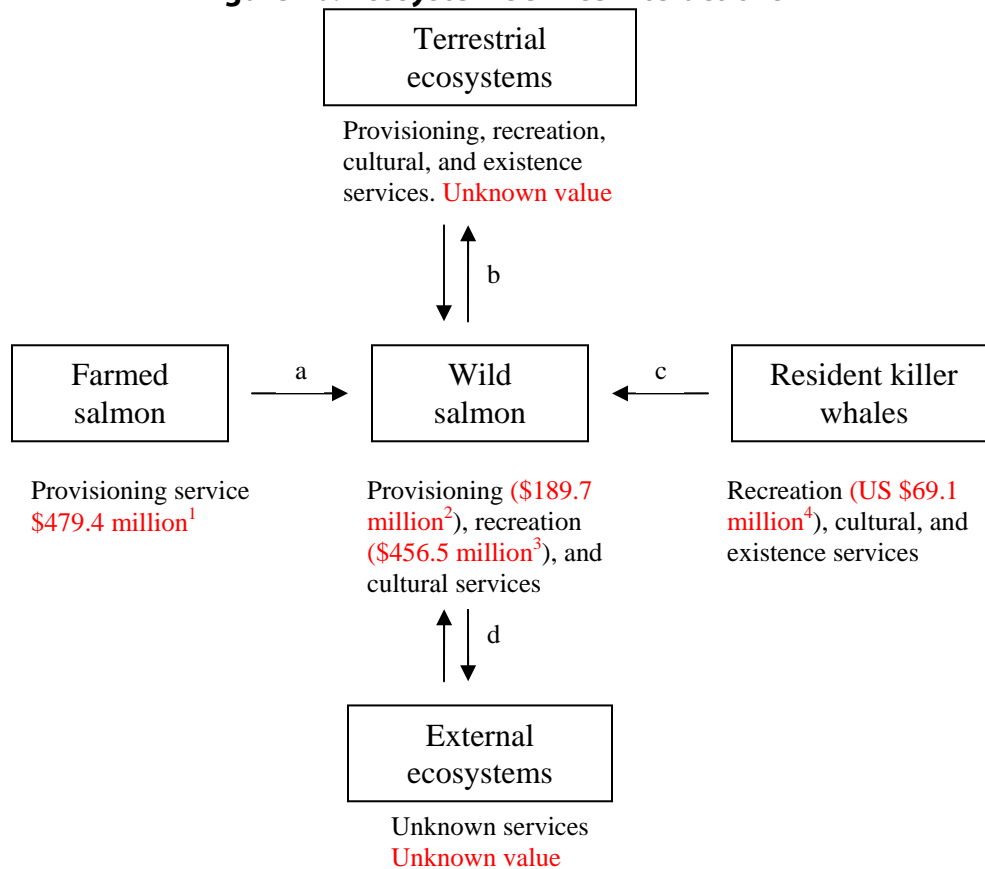 Terrestrial
ecosystems
Provisioning, recreation,
cultural, and existence
services. Unknown value
b
Farmed
salmon
a
Wild
salmon
c
Resident killer
whales
Provisioning service
$479.4 million1
Provisioning ($189.7
million2), recreation
($456.5 million3), and
cultural services
Recreation (US $69.1
million4), cultural, and
existence services
d
External
ecosystems
Unknown services
Unknown value